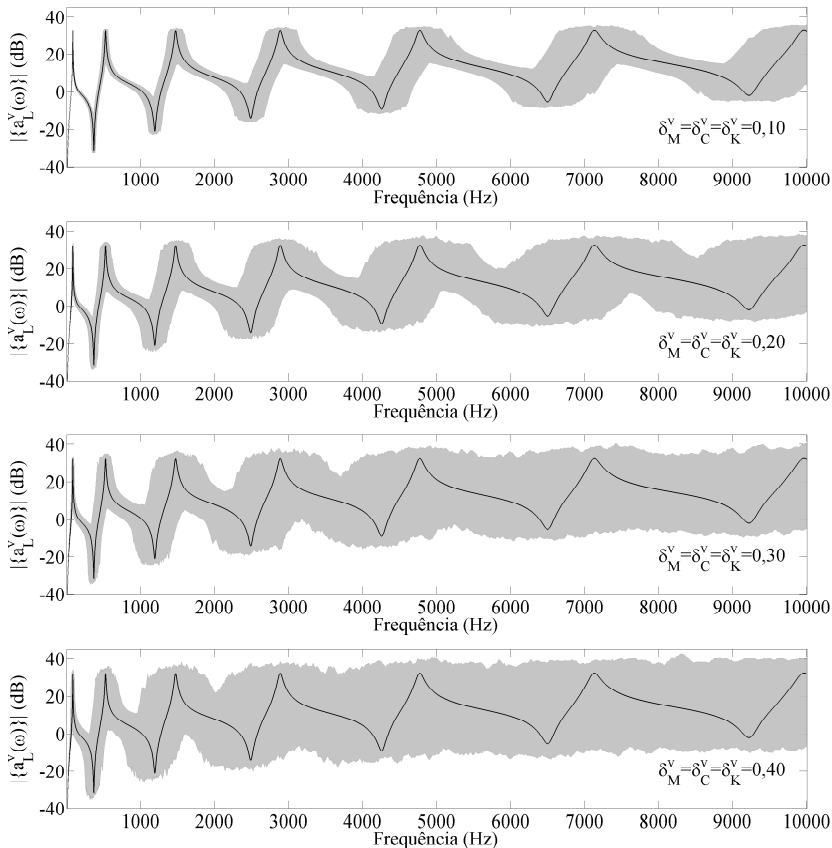 |{a_L^v(ω)}| (dB)
40
20
0
-20
-40
δ_M^v=δ_C^v=δ_K^v=0,10
1000 2000 3000 4000 5000 6000 7000 8000 9000 10000
Frequência (Hz)
|{a_L^v(ω)}| (dB)
40
20
0
-20
-40
δ_M^v=δ_C^v=δ_K^v=0,20
1000 2000 3000 4000 5000 6000 7000 8000 9000 10000
Frequência (Hz)
|{a_L^v(ω)}| (dB)
40
20
0
-20
-40
δ_M^v=δ_C^v=δ_K^v=0,30
1000 2000 3000 4000 5000 6000 7000 8000 9000 10000
Frequência (Hz)
|{a_L^v(ω)}| (dB)
40
20
0
-20
-40
δ_M^v=δ_C^v=δ_K^v=0,40
1000 2000 3000 4000 5000 6000 7000 8000 9000 10000
Frequência (Hz)